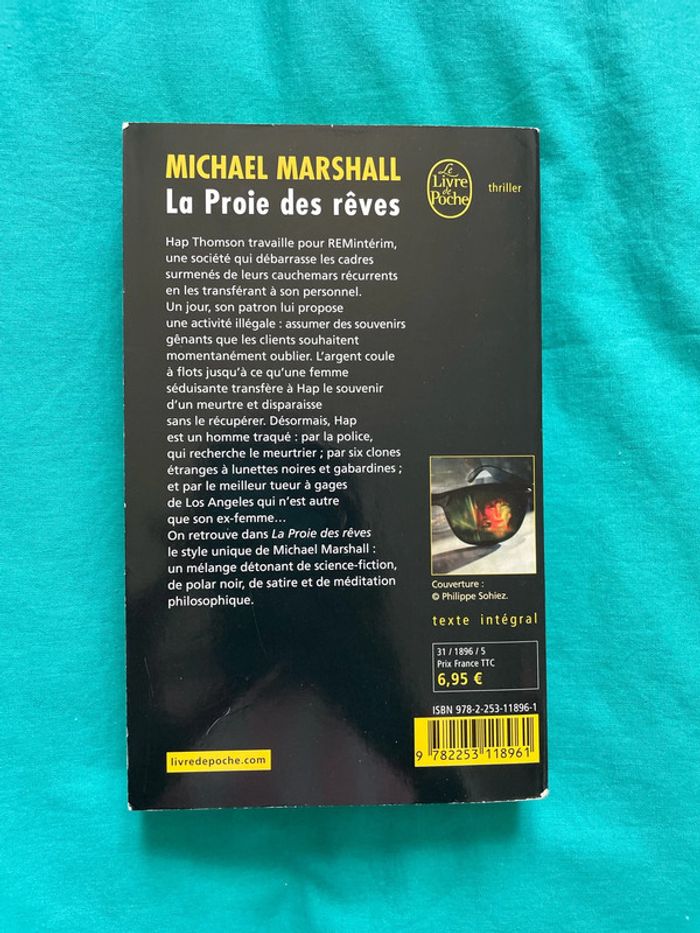 MICHAEL MARSHALL
La Proie des rêves
Le
Livre
de
Poche
thriller
Hap Thomson travaille pour REMintérim,
une société qui débarrasse les cadres
surmenés de leurs cauchemars récurrents
en les transférant à son personnel.
Un jour, son patron lui propose
une activité illégale : assumer des souvenirs
gênants que les clients souhaitent
momentanément oublier. L'argent coule
à flots jusqu'à ce qu'une femme
séduisante transfère à Hap le souvenir
d'un meurtre et disparaisse
sans le récupérer. Désormais, Hap
est un homme traqué : par la police,
qui recherche le meurtrier ; par six clones
étranges à lunettes noires et gabardines ;
et par le meilleur tueur à gages
de Los Angeles qui n'est autre
que son ex-femme...
On retrouve dans La Proie des rêves
le style unique de Michael Marshall :
un mélange détonant de science-fiction,
de polar noir, de satire et de méditation
philosophique.
Couverture :
© Philippe Sohiez.
texte intégral
31 / 1896 / 5
Prix France TTC
6,95 €
ISBN 978-2-253-11896-1
9 782253 118961
livredepoche.com